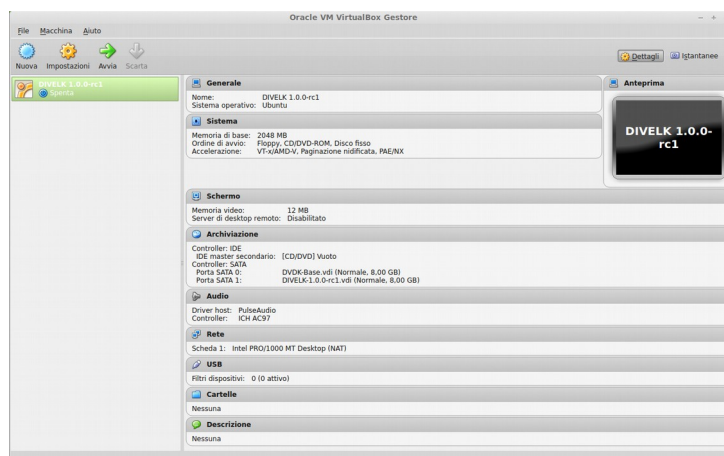 Oracle VM VirtualBox Gestore
File Macchina Aiuto
Nuova Impostazioni Avvia Scarta
Dettagli Istantanee
DIVELK 1.0.0-rc1
Spenta
Generale
Nome: DIVELK 1.0.0-rc1
Sistema operativo: Ubuntu
Sistema
Memoria di base: 2048 MB
Ordine di avvio: Floppy, CD/DVD-ROM, Disco fisso
Accelerazione: VT-x/AMD-V, Paginazione nidificata, PAE/NX
Anteprima
DIVELK 1.0.0-
rc1
Schermo
Memoria video: 12 MB
Server di desktop remoto: Disabilitato
Archiviazione
Controller: IDE
IDE master secondario: [CD/DVD] Vuoto
Controller: SATA
Porta SATA 0: DVDK-Base.vdi (Normale, 8,00 GB)
Porta SATA 1: DIVELK-1.0.0-rc1.vdi (Normale, 8,00 GB)
Audio
Driver host: PulseAudio
Controller: ICH AC97
Rete
Scheda 1: Intel PRO/1000 MT Desktop (NAT)
USB
Filtri dispositivi: 0 (0 attivo)
Cartelle
Nessuna
Descrizione
Nessuna